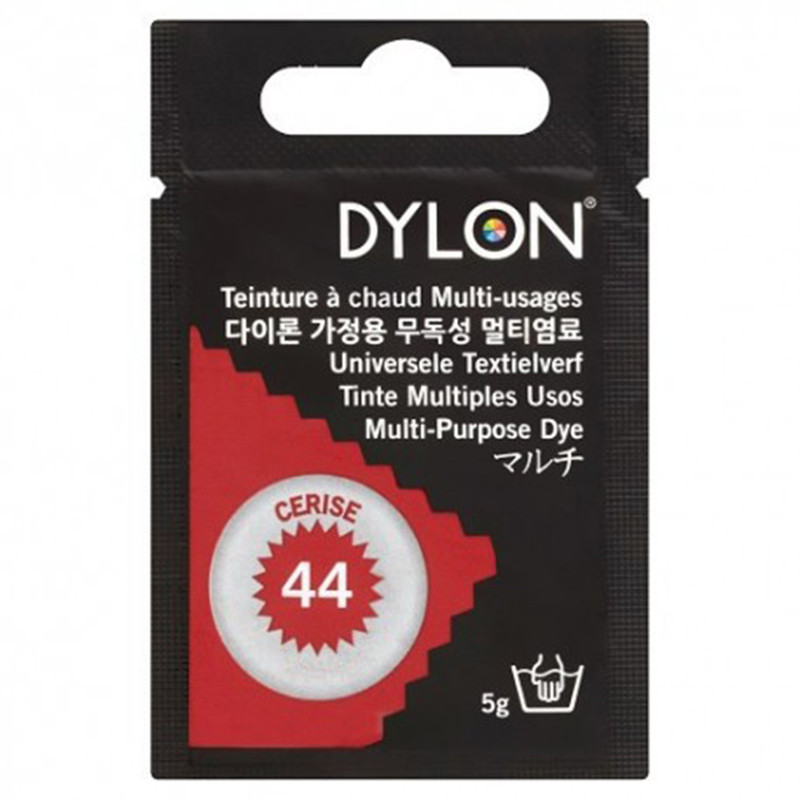 DYLON®
Teinture à chaud Multi-usages
다이론 가정용 무독성 멀티염료
Universele Textielverf
Tinte Multiples Usos
Multi-Purpose Dye
マルチ
CERISE
44
5g